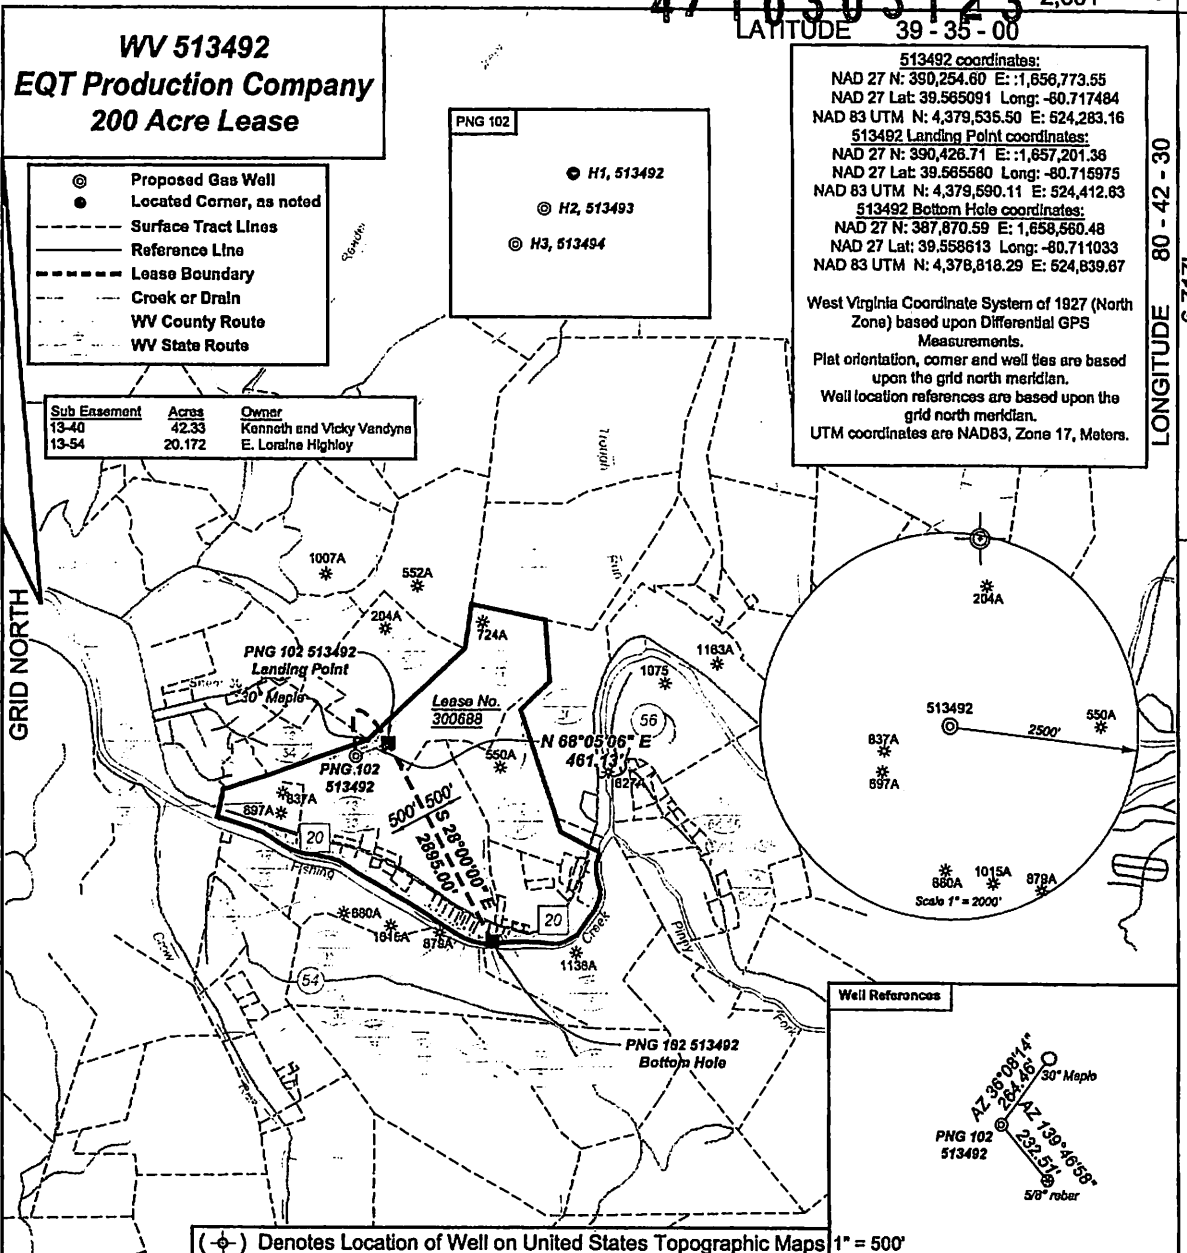 4710303123
2,601
LATITUDE 39 - 35 - 00
WV 513492
EQT Production Company
200 Acre Lease
PNG 102
H1, 513492
H2, 513493
H3, 513494
513492 coordinates:
NAD 27 N: 390,254.60 E: :1,656,773.55
NAD 27 Lat: 39.565091 Long: -80.717484
NAD 83 UTM N: 4,379,535.50 E: 524,283.16
513492 Landing Point coordinates:
NAD 27 N: 390,426.71 E: :1,657,201.36
NAD 27 Lat: 39.565580 Long: -80.715975
NAD 83 UTM N: 4,379,590.11 E: 524,412.63
513492 Bottom Hole coordinates:
NAD 27 N: 387,870.59 E: 1,658,560.48
NAD 27 Lat: 39.558613 Long: -80.711033
NAD 83 UTM N: 4,378,818.29 E: 524,839.67
West Virginia Coordinate System of 1927 (North
Zone) based upon Differential GPS
Measurements.
Plat orientation, corner and well ties are based
upon the grid north meridian.
Well location references are based upon the
grid north meridian.
UTM coordinates are NAD83, Zone 17, Meters.
LONGITUDE 80 - 42 - 30
Proposed Gas Well
Located Corner, as noted
Surface Tract Lines
Reference Line
Lease Boundary
Creek or Drain
WV County Route
WV State Route
Sub Easement Acres Owner
13-40 42.33 Kenneth and Vicky Vandyne
13-54 20.172 E. Loraine Highley
GRID NORTH
1007A
552A
204A
724A
PNG 102 513492
Landing Point
30" Maple
Lease No.
300688
1183A
1075
56
N 66°05'06" E
461.13'
550A
627A
34
PNG 102
513492
837A
697A
500' 500'
S 28°00'00" E
2895.00'
20
Fishing
20
Creek
Piney
Fork
Crow
Run
680A
1015A
879A
1138A
54
PNG 102 513492
Bottom Hole
204A
513492
2500'
550A
837A
697A
680A
1015A
879A
Scale 1" = 2000'
Well References
AZ 36°08'14"
264.46'
30" Maple
PNG 102
513492
AZ 139°46'58"
232.51'
5/8" rebar
Denotes Location of Well on United States Topographic Maps
1" = 500'